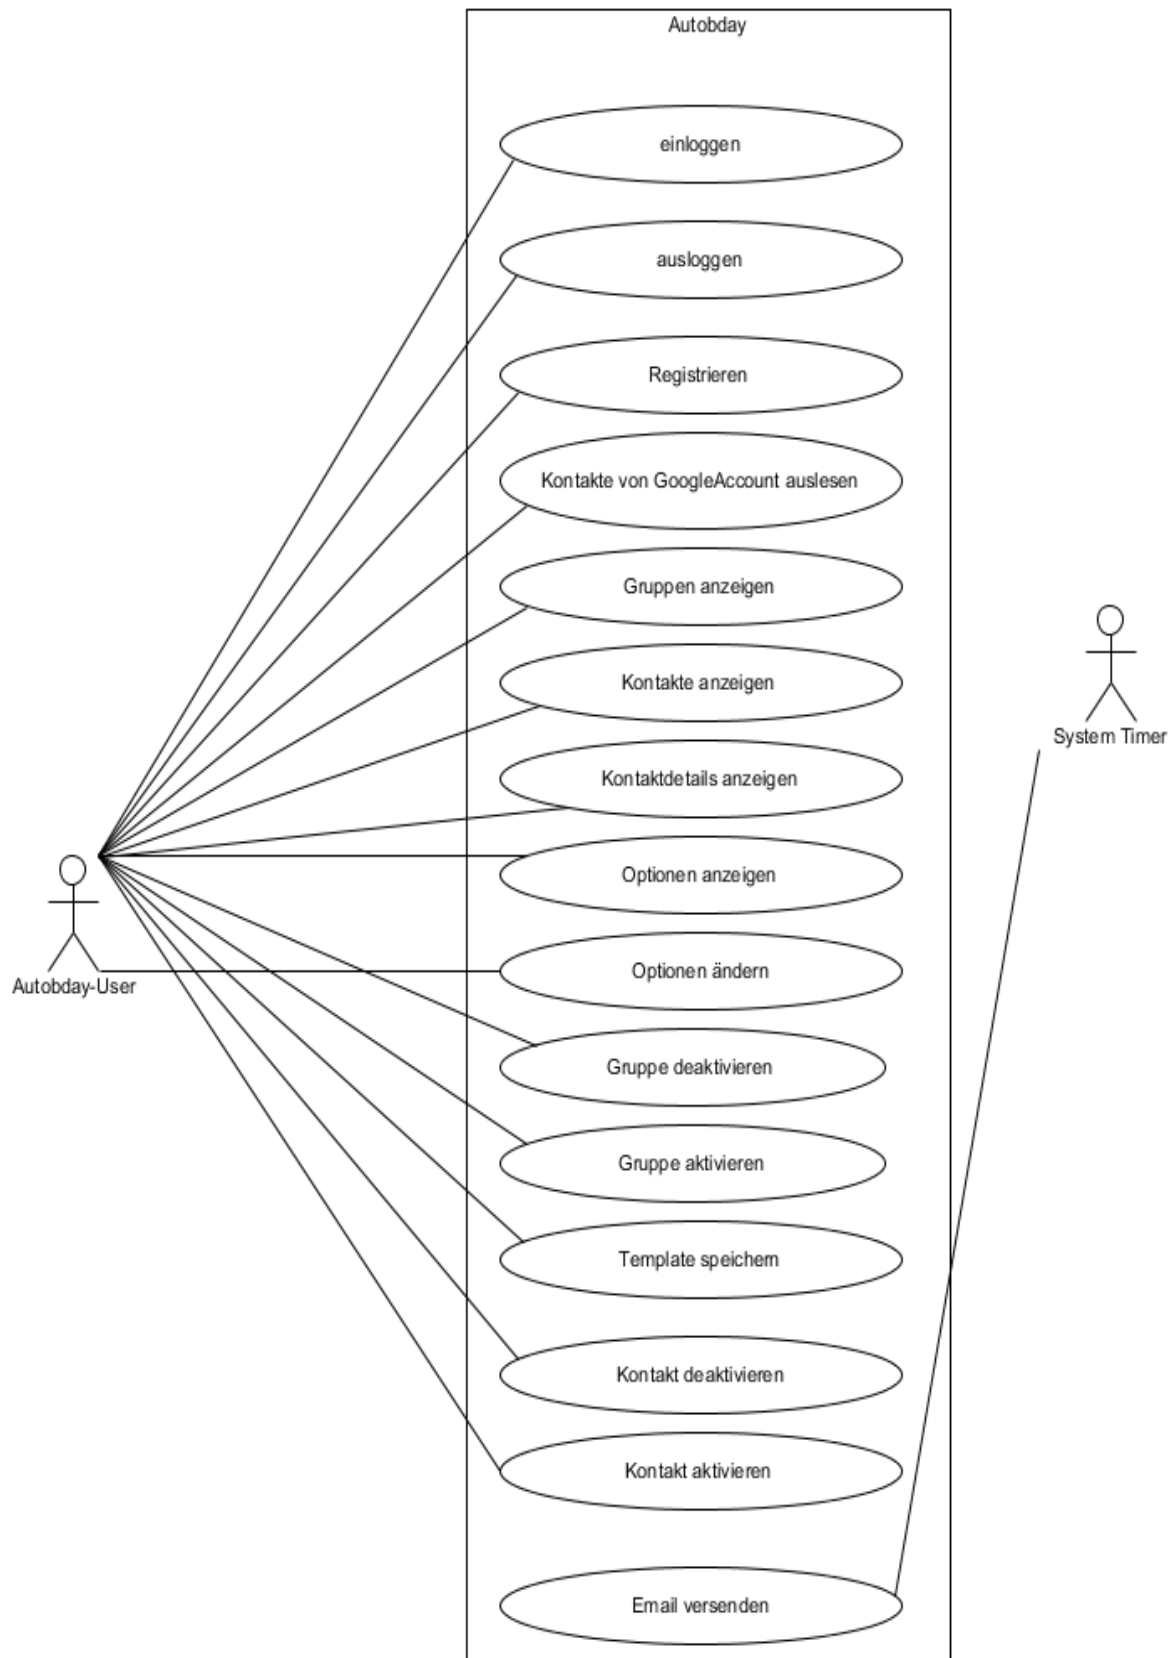 Autobday
einloggen
ausloggen
Registrieren
Kontakte von GoogleAccount auslesen
Gruppen anzeigen
Kontakte anzeigen
System Timer
Kontaktdetails anzeigen
Optionen anzeigen
Optionen ändern
Autobday-User
Gruppe deaktivieren
Gruppe aktivieren
Template speichern
Kontakt deaktivieren
Kontakt aktivieren
Email versenden